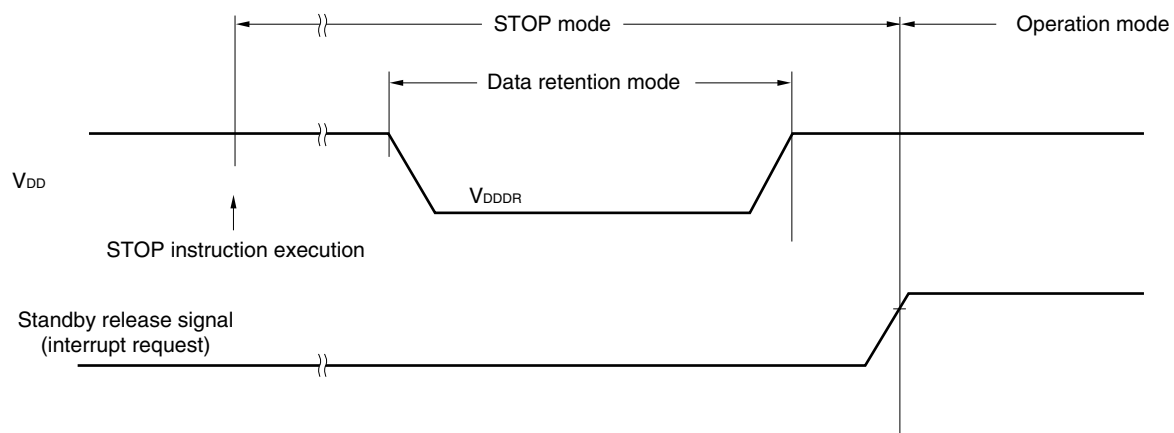 STOP mode
Operation mode
Data retention mode
VDD
VDDDR
STOP instruction execution
Standby release signal
(interrupt request)